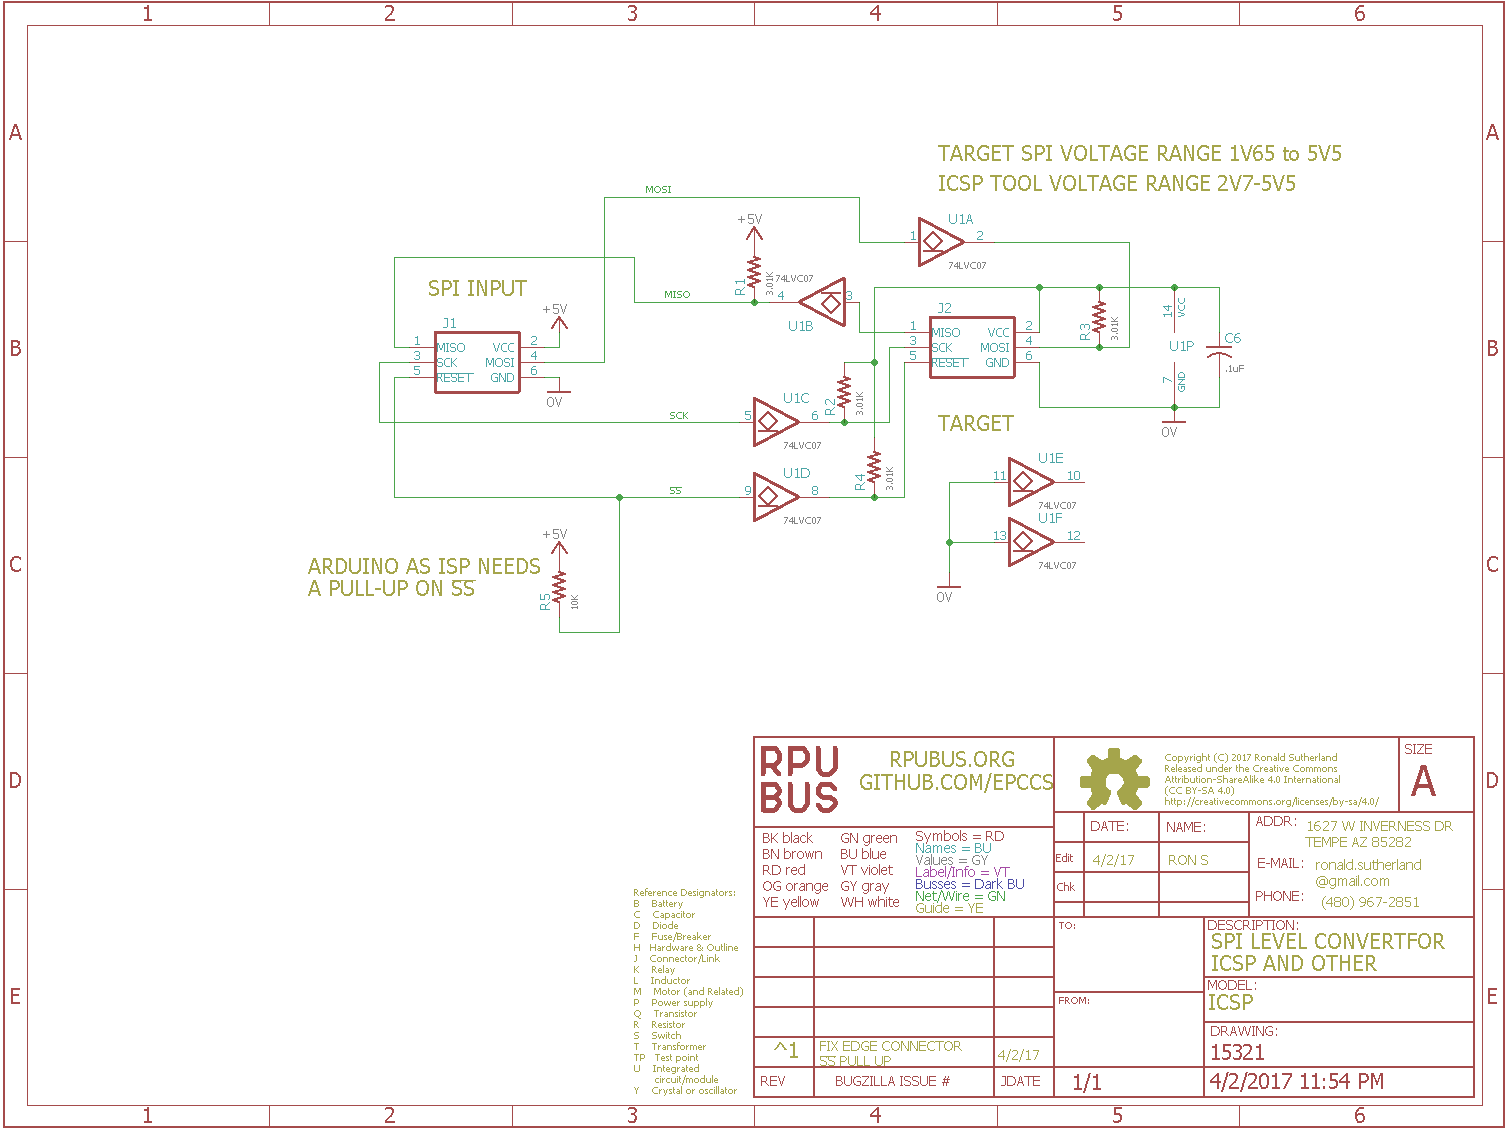 1 2 3 4 5 6
A A
TARGET SPI VOLTAGE RANGE 1V65 to 5V5
ICSP TOOL VOLTAGE RANGE 2V7-5V5
MOSI
+5V
R1
3.01K
MISO
74LVC07
4 3
U1B
1 U1A 2
74LVC07
SPI INPUT
J1
+5V
1 MISO VCC 2
3 SCK MOSI 4
5 RESET GND 6
0V
J2
1 MISO VCC 2
3 SCK MOSI 4
5 RESET GND 6
R3
3.01K
14 VCC
U1P
7 GND
0V
C6
.1uF
B B
TARGET
SCK
5 U1C 6
74LVC07
R2
3.01K
SS
9 U1D 8
74LVC07
R4
3.01K
11 U1E 10
74LVC07
13 U1F 12
74LVC07
0V
C C
ARDUINO AS ISP NEEDS
A PULL-UP ON SS
+5V
R5
10K
D D
RPU
BUS
RPUBUS.ORG
GITHUB.COM/EPCCS
Copyright (C) 2017 Ronald Sutherland
Released under the Creative Commons
Attribution-ShareAlike 4.0 International
(CC BY-SA 4.0)
http://creativecommons.org/licenses/by-sa/4.0/
SIZE
A
BK black GN green
BN brown BU blue
RD red VT violet
OG orange GY gray
YE yellow WH white
Symbols = RD
Names = BU
Values = GY
Label/Info = VT
Busses = Dark BU
Net/Wire = GN
Guide = YE
DATE: NAME:
Edit 4/2/17 RON S
Chk
ADDR: 1627 W INVERNESS DR
TEMPE AZ 85282
E-MAIL: ronald.sutherland
@gmail.com
PHONE: (480) 967-2851
Reference Designators:
B Battery
C Capacitor
D Diode
F Fuse/Breaker
H Hardware & Outline
J Connector/Link
K Relay
L Inductor
M Motor (and Related)
P Power supply
Q Transistor
R Resistor
S Switch
T Transformer
TP Test point
U Integrated
circuit/module
Y Crystal or oscillator
TO:
FROM:
DESCRIPTION:
SPI LEVEL CONVERTFOR
ICSP AND OTHER
MODEL:
ICSP
DRAWING:
15321
^1 FIX EDGE CONNECTOR
SS PULL UP 4/2/17
REV BUGZILLA ISSUE # JDATE
1/1
4/2/2017 11:54 PM
E E
1 2 3 4 5 6